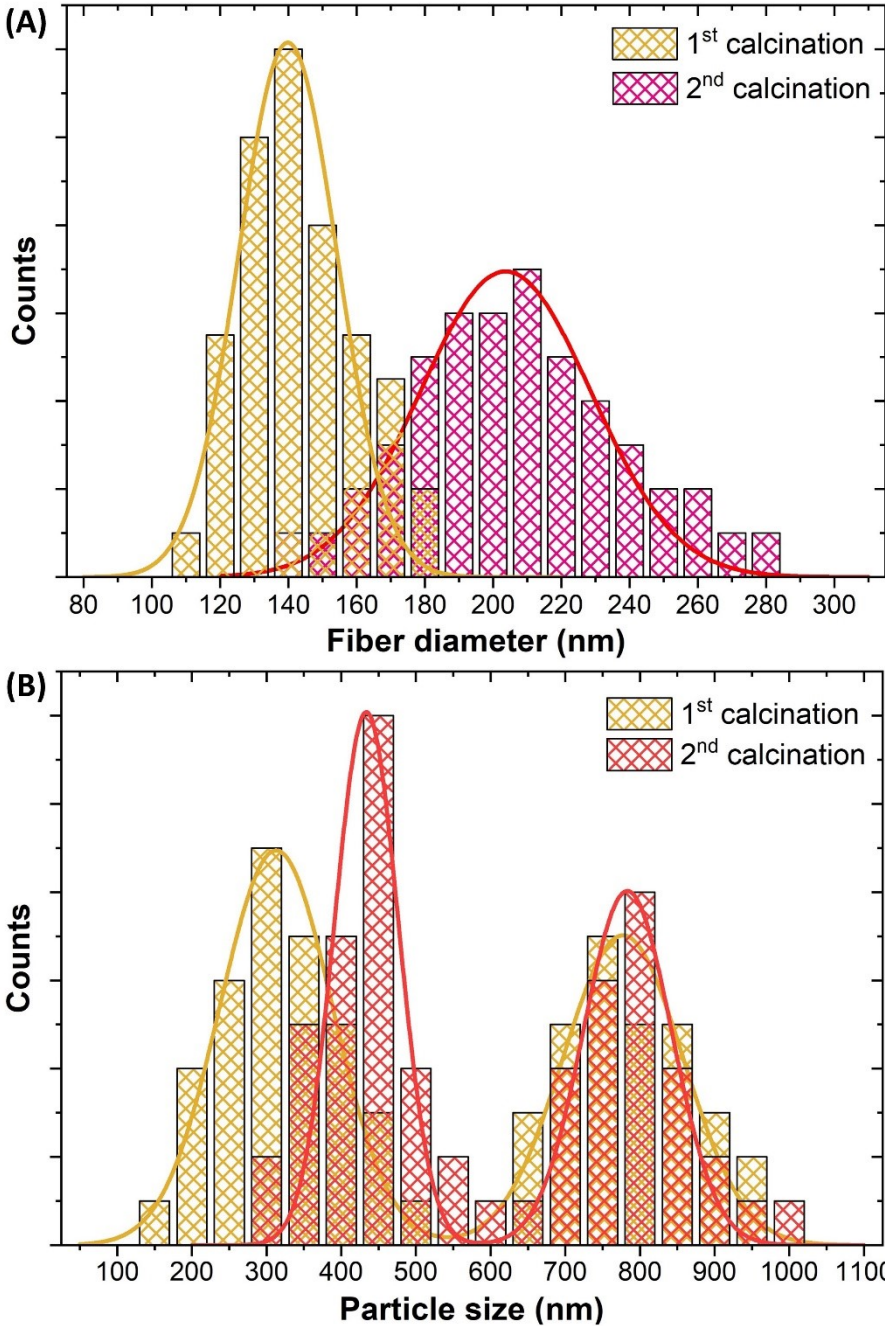 (A)
1st calcination
2nd calcination
Counts
80 100 120 140 160 180 200 220 240 260 280 300
Fiber diameter (nm)
(B)
1st calcination
2nd calcination
Counts
100 200 300 400 500 600 700 800 900 1000 1100
Particle size (nm)